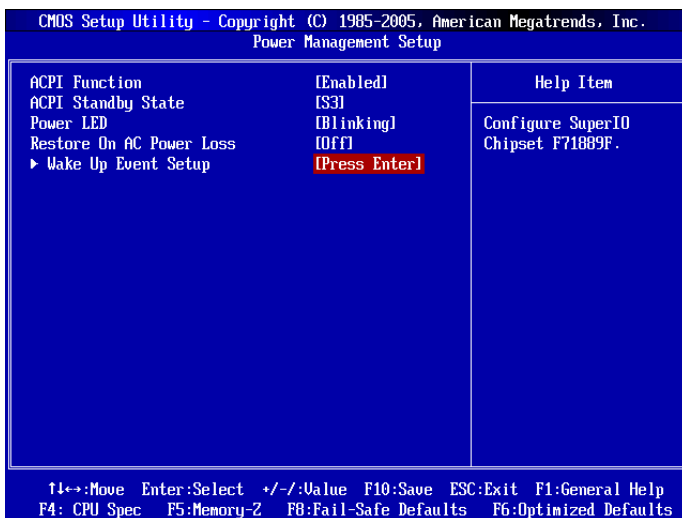 CMOS Setup Utility - Copyright (C) 1985-2005, American Megatrends, Inc.
Power Management Setup
ACPI Function [Enabled]
ACPI Standby State [S3]
Power LED [Blinking]
Restore On AC Power Loss [Off]
▶ Wake Up Event Setup [Press Enter]
Help Item
Configure SuperIO
Chipset F71889F.
↑↓←→:Move Enter:Select +/-/:Value F10:Save ESC:Exit F1:General Help
F4: CPU Spec F5:Memory-Z F8:Fail-Safe Defaults F6:Optimized Defaults